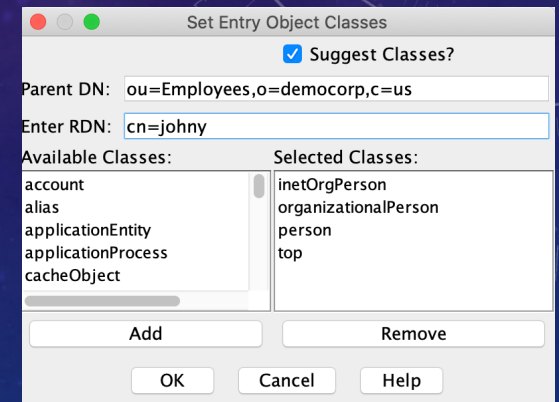 Set Entry Object Classes
Suggest Classes?
Parent DN: ou=Employees,o=democorp,c=us
Enter RDN: cn=johny
Available Classes:
account
alias
applicationEntity
applicationProcess
cacheObject
Selected Classes:
inetOrgPerson
organizationalPerson
person
top
Add
Remove
OK
Cancel
Help